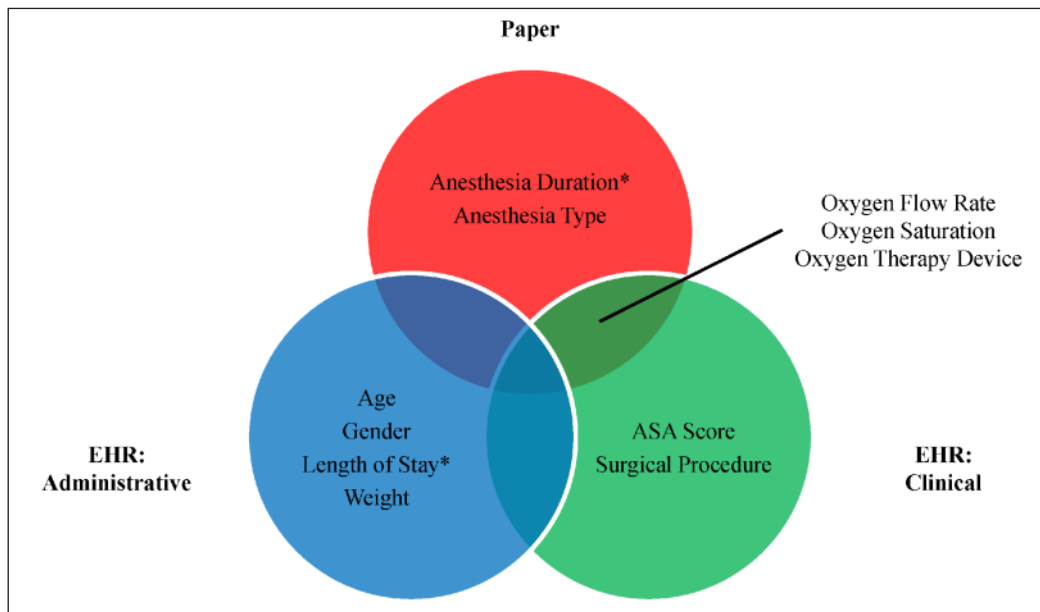 Paper
Anesthesia Duration*
Anesthesia Type
Oxygen Flow Rate
Oxygen Saturation
Oxygen Therapy Device
Age
Gender
Length of Stay*
Weight
ASA Score
Surgical Procedure
EHR:
Administrative
EHR:
Clinical